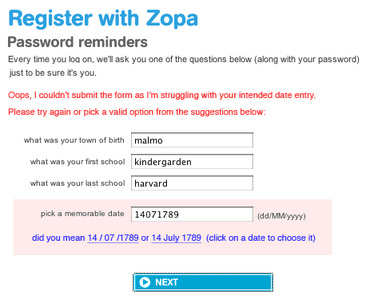 Register with Zopa
Password reminders
Every time you log on, we'll ask you one of the questions below (along with your password)
just to be sure it's you.
Oops, I couldn't submit the form as I'm struggling with your intended date entry.
Please try again or pick a valid option from the suggestions below:
what was your town of birth malmo
what was your first school kindergarden
what was your last school harvard
pick a memorable date 14071789 (dd/MM/yyyy)
did you mean 14 / 07 /1789 or 14 July 1789 (click on a date to choose it)
NEXT